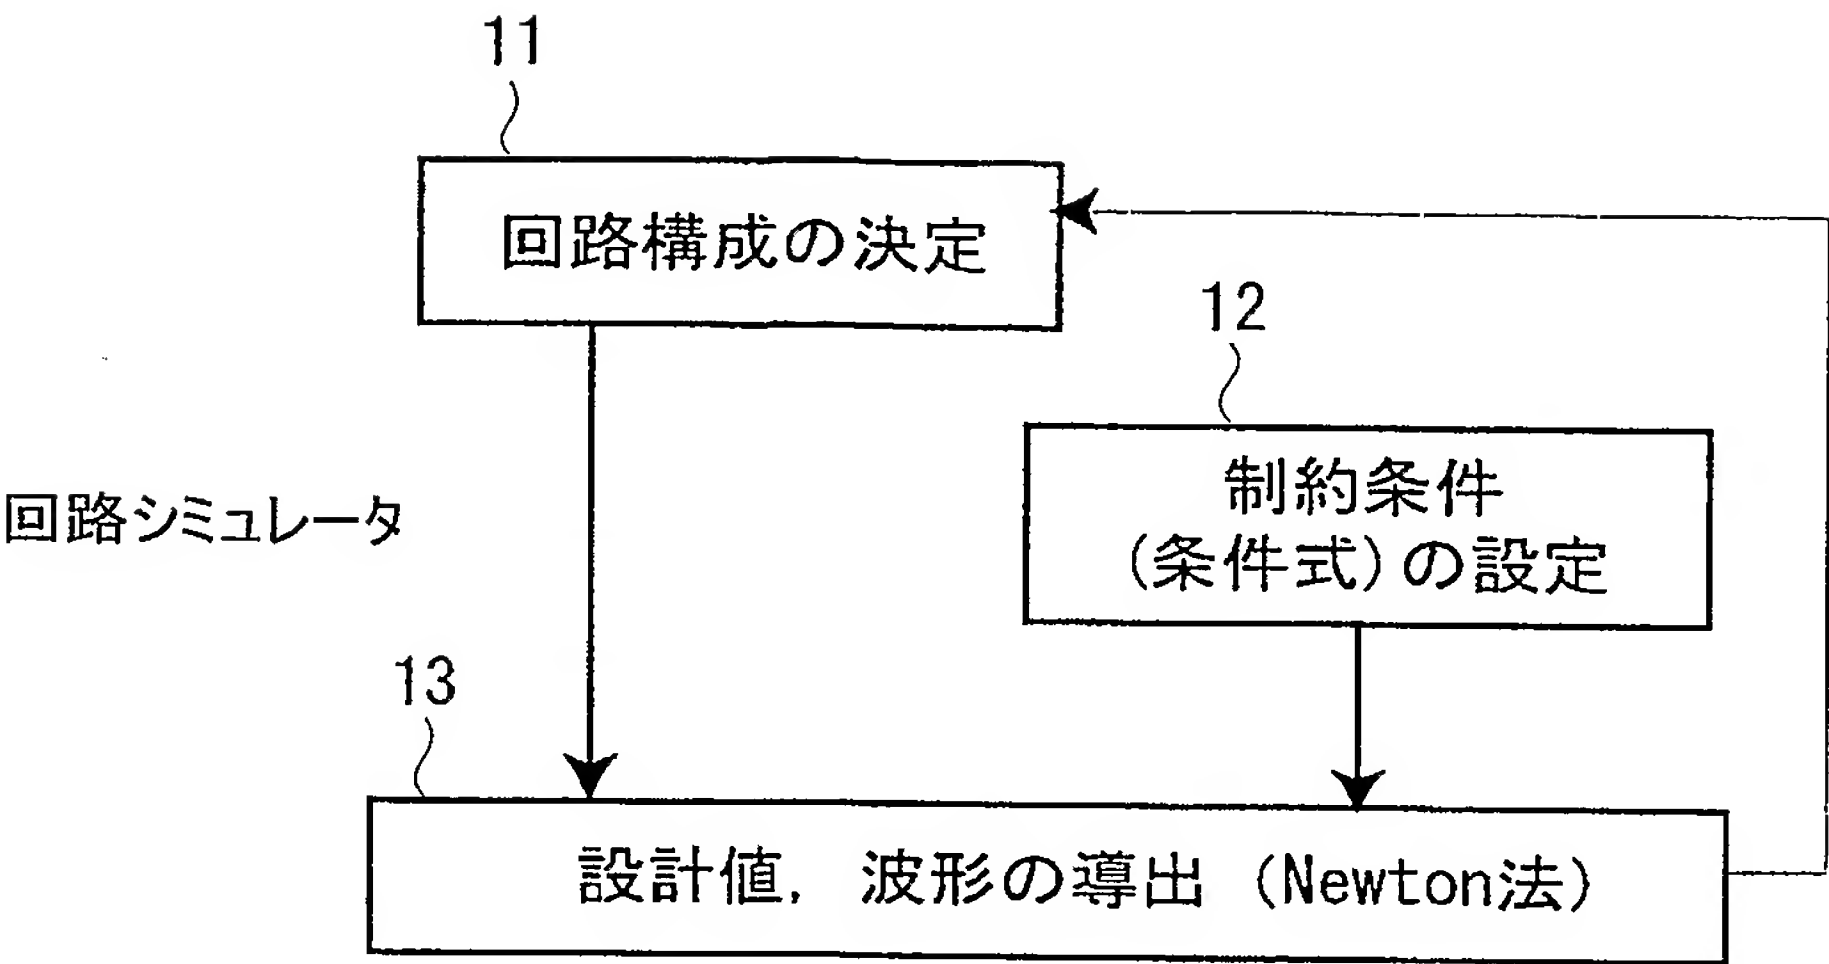 11
回路構成の決定
12
制約条件
(条件式)の設定
回路シミュレータ
13
設計値, 波形の導出 (Newton法)